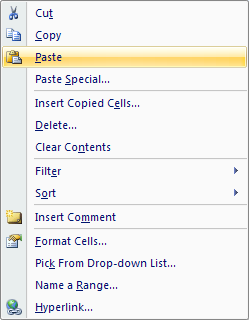 Cut
Copy
Paste
Paste Special...
Insert Copied Cells...
Delete...
Clear Contents
Filter
Sort
Insert Comment
Format Cells...
Pick From Drop-down List...
Name a Range...
Hyperlink...